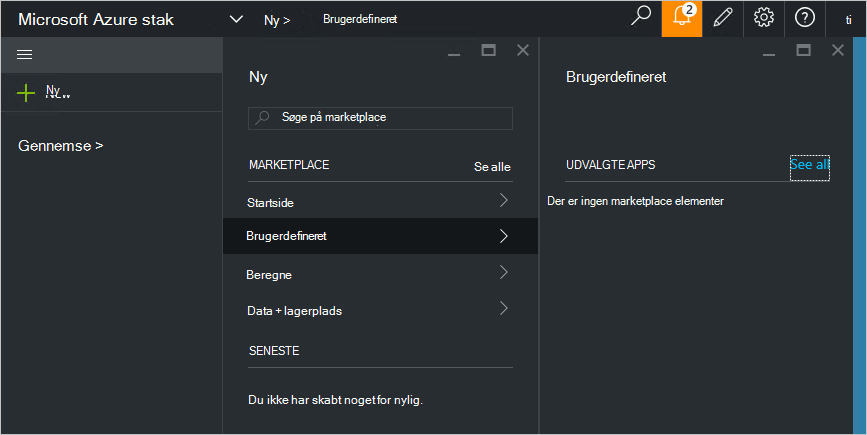 Microsoft Azure stak
Ny >
Brugerdefineret
2
ti
Ny
Gennemse >
Ny
Søge på marketplace
MARKETPLACE
Se alle
Startside
Brugerdefineret
Beregne
Data + lagerplads
SENESTE
Du ikke har skabt noget for nylig.
Brugerdefineret
UDVALGTE APPS
See all
Der er ingen marketplace elementer